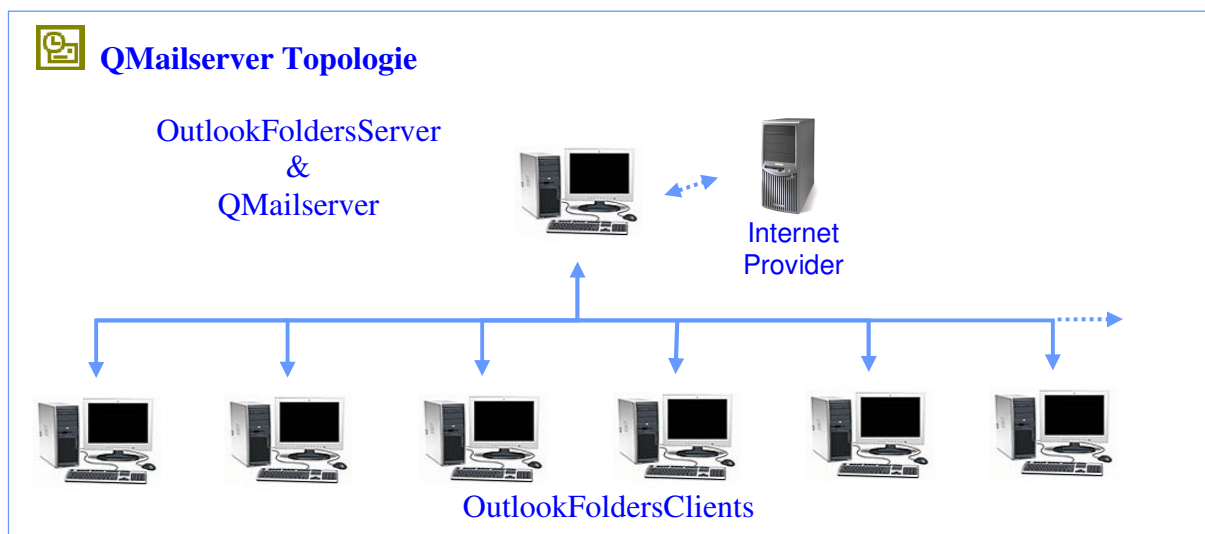 QMailserver Topologie
OutlookFoldersServer
&
QMailserver
Internet
Provider
OutlookFoldersClients